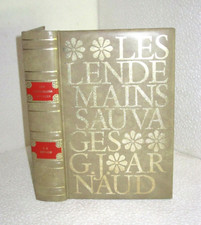 ❀❀ LES
LENDE
MAINS
SAUVA
GES ❀❀
G.J.AR
NAUD